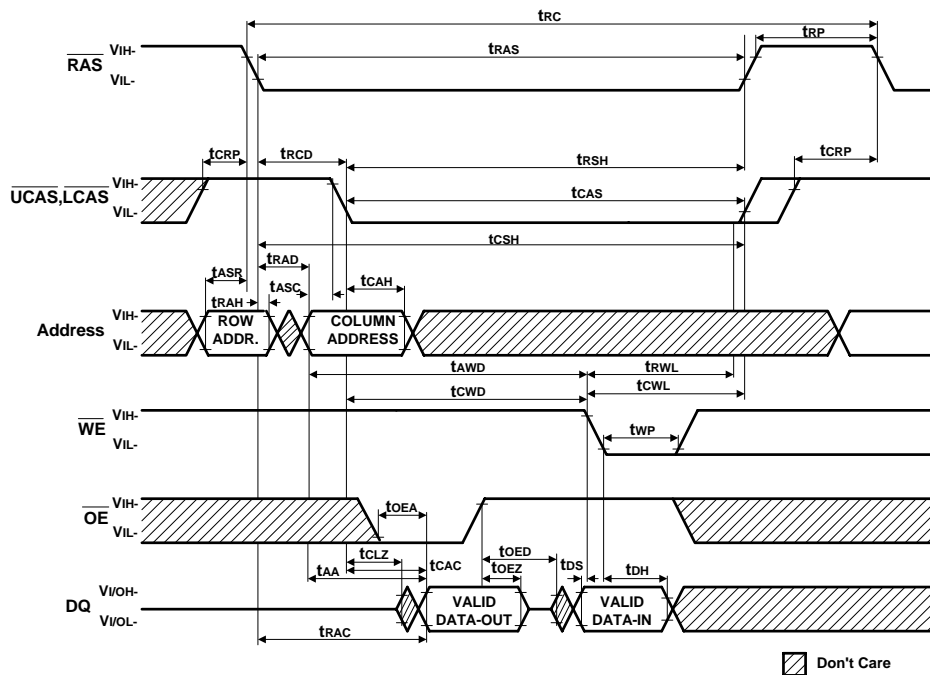 tRC
tRAS
tRP
RAS
VIH-
VIL-
tCRP
tRCD
tRSH
tCRP
UCAS,LCAS
VIH-
VIL-
tCAS
tCSH
tRAD
tASR
tRAH
tASC
tCAH
Address
VIH-
VIL-
ROW
ADDR.
COLUMN
ADDRESS
tAWD
tRWL
tCWD
tCWL
WE
VIH-
VIL-
tWP
OE
VIH-
VIL-
tOEA
tCLZ
tCAC
tAA
tOED
tOEZ
tDS
tDH
DQ
VI/OH-
VI/OL-
VALID
DATA-OUT
VALID
DATA-IN
tRAC
Don't Care